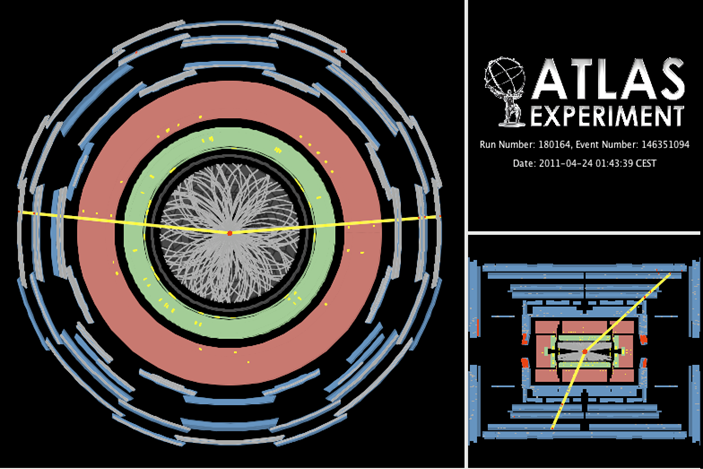 ATLAS
EXPERIMENT
Run Number: 180164, Event Number: 146351094
Date: 2011-04-24 01:43:39 CEST